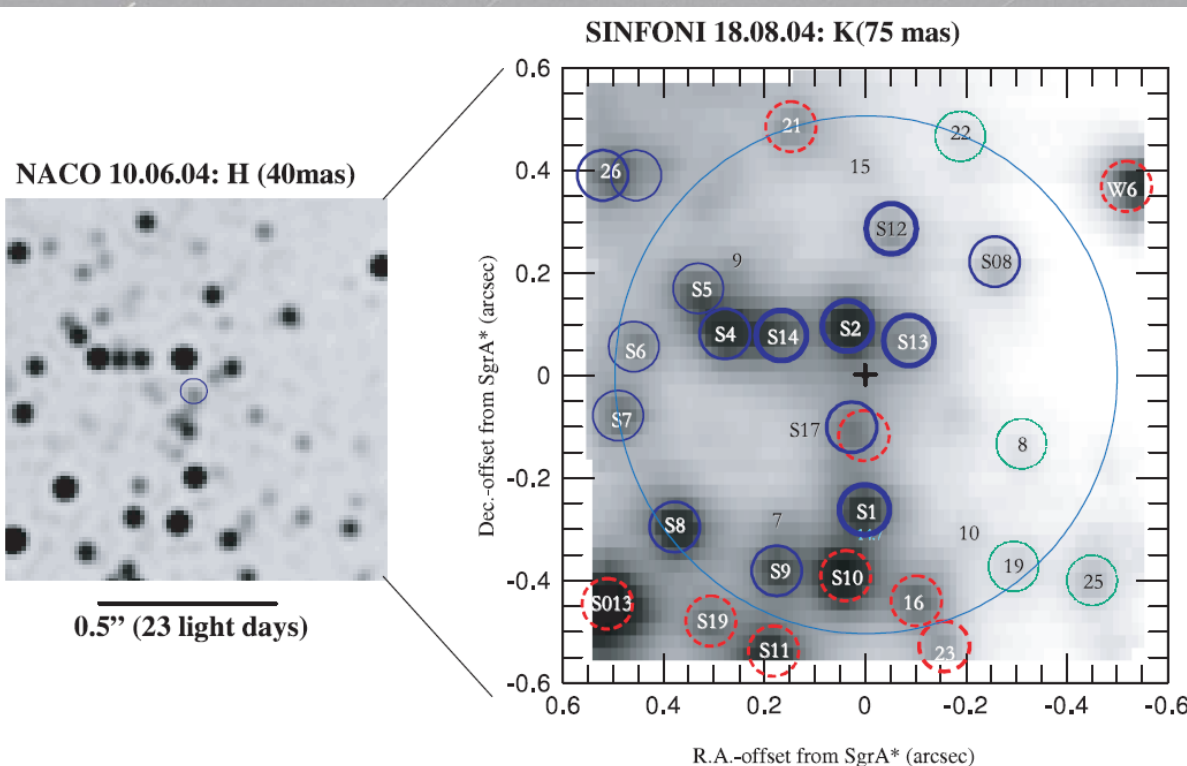 SINFONI 18.08.04: K(75 mas)
NACO 10.06.04: H (40mas)
0.5” (23 light days)
Dec.-offset from SgrA* (arcsec)
0.6
0.4
0.2
0
-0.2
-0.4
-0.6
21
22
15
26
W6
S12
S08
9
S5
S4
S14
S2
S13
S6
S7
S17
8
S8
7
S1
10
S9
S10
19
25
S013
S19
16
S11
23
0.6 0.4 0.2 0 -0.2 -0.4 -0.6
R.A.-offset from SgrA* (arcsec)